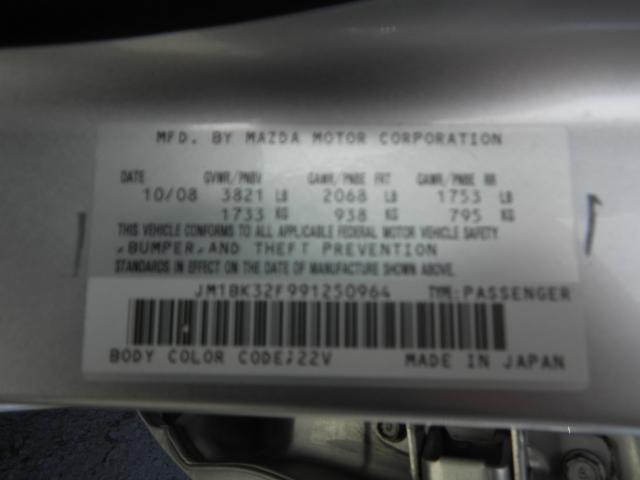 MFD. BY MAZDA MOTOR CORPORATION
DATE GVWR/PNBV GAWR/PNBE FRT GAWR/PNBE RR
10/08 3821 LB 2068 LB 1753 LB
1733 KG 938 KG 795 KG
THIS VEHICLE CONFORMS TO ALL APPLICABLE FEDERAL MOTOR VEHICLE SAFETY
,BUMPER,AND THEFT PREVENTION
STANDARDS IN EFFECT ON THE DATE OF MANUFACTURE SHOWN ABOVE.
JM1BK32F991250964 TYPE:PASSENGER
BODY COLOR CODE;22V MADE IN JAPAN